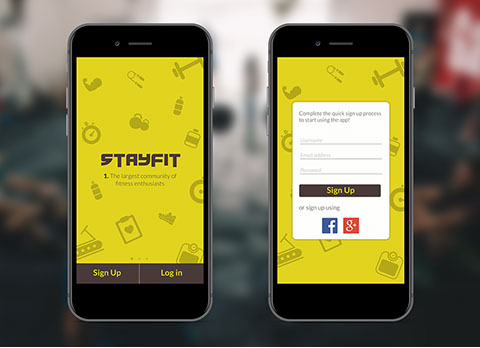 STAYFIT
1. The largest community of
fitness enthusiasts
Sign Up
Log in
Complete the quick sign up process
to start using the app!
Username
Email address
Password
Sign Up
or sign up using
f
g+